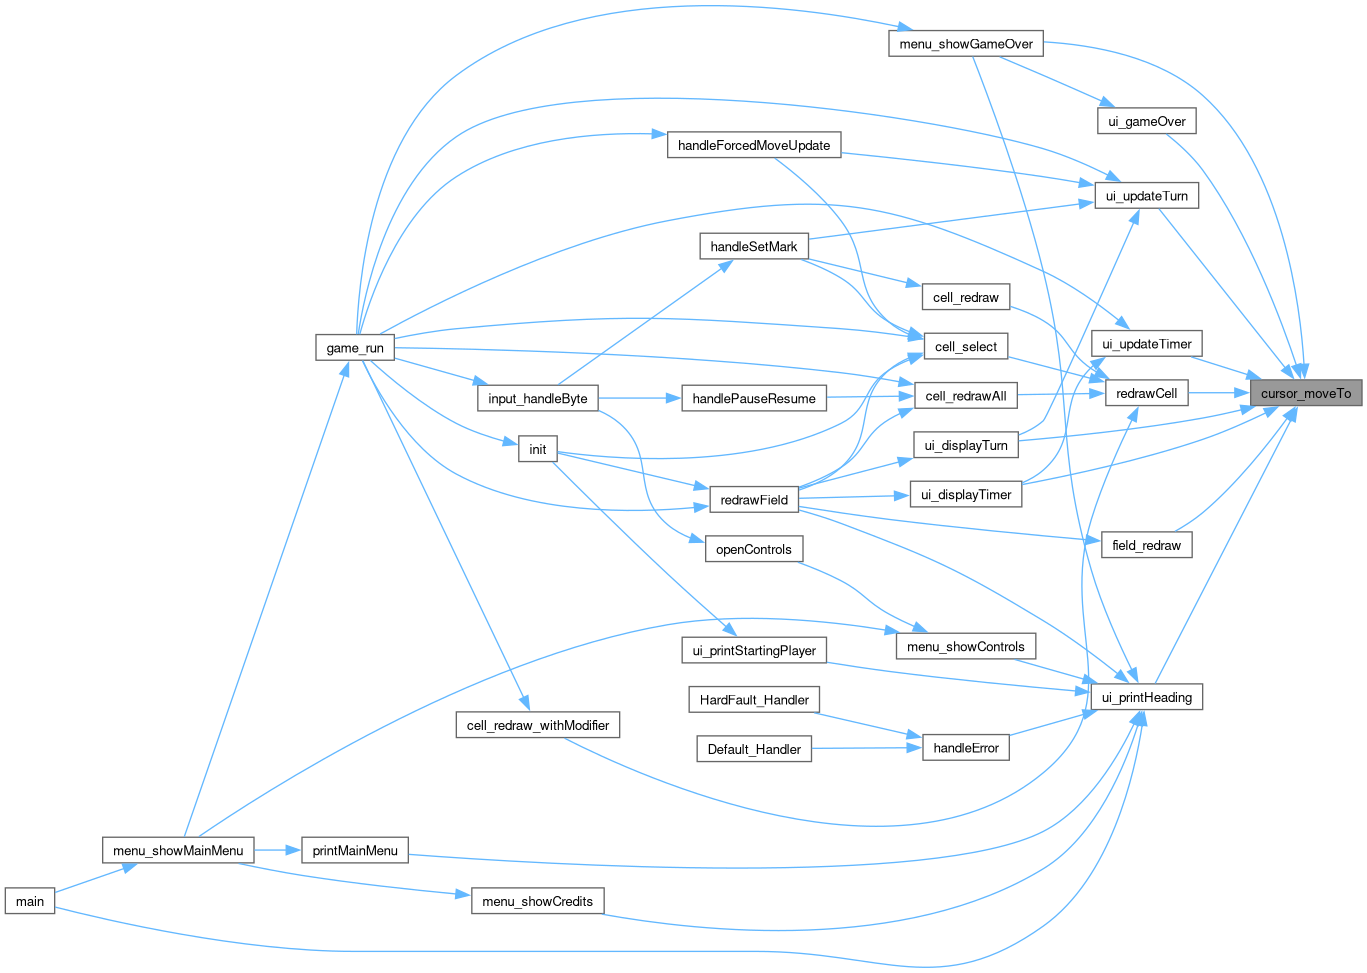 menu_showGameOver
ui_gameOver
handleForcedMoveUpdate
ui_updateTurn
handleSetMark
cell_redraw
game_run
cell_select
ui_updateTimer
input_handleByte
handlePauseResume
cell_redrawAll
redrawCell
cursor_moveTo
init
ui_displayTurn
redrawField
ui_displayTimer
openControls
field_redraw
ui_printStartingPlayer
menu_showControls
HardFault_Handler
ui_printHeading
cell_redraw_withModifier
Default_Handler
handleError
menu_showMainMenu
printMainMenu
main
menu_showCredits